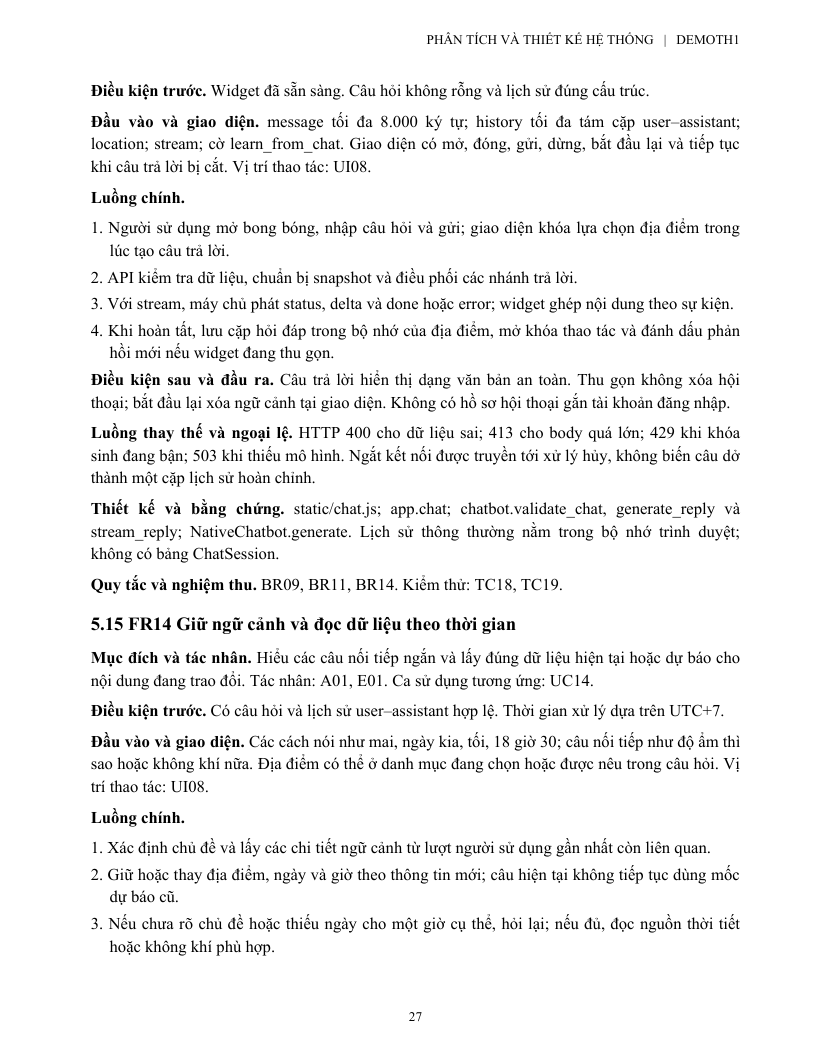 PHÂN TÍCH VÀ THIẾT KẾ HỆ THỐNG | DEMOTH1
Điều kiện trước. Widget đã sẵn sàng. Câu hỏi không rỗng và lịch sử đúng cấu trúc.
Đầu vào và giao diện. message tối đa 8.000 ký tự; history tối đa tám cặp user–assistant;
location; stream; cờ learn_from_chat. Giao diện có mở, đóng, gửi, dừng, bắt đầu lại và tiếp tục
khi câu trả lời bị cắt. Vị trí thao tác: UI08.
Luồng chính.
1. Người sử dụng mở bong bóng, nhập câu hỏi và gửi; giao diện khóa lựa chọn địa điểm trong
lúc tạo câu trả lời.
2. API kiểm tra dữ liệu, chuẩn bị snapshot và điều phối các nhánh trả lời.
3. Với stream, máy chủ phát status, delta và done hoặc error; widget ghép nội dung theo sự kiện.
4. Khi hoàn tất, lưu cặp hỏi đáp trong bộ nhớ của địa điểm, mở khóa thao tác và đánh dấu phản
hồi mới nếu widget đang thu gọn.
Điều kiện sau và đầu ra. Câu trả lời hiển thị dạng văn bản an toàn. Thu gọn không xóa hội
thoại; bắt đầu lại xóa ngữ cảnh tại giao diện. Không có hồ sơ hội thoại gắn tài khoản đăng nhập.
Luồng thay thế và ngoại lệ. HTTP 400 cho dữ liệu sai; 413 cho body quá lớn; 429 khi khóa
sinh đang bận; 503 khi thiếu mô hình. Ngắt kết nối được truyền tới xử lý hủy, không biến câu dở
thành một cặp lịch sử hoàn chỉnh.
Thiết kế và bằng chứng. static/chat.js; app.chat; chatbot.validate_chat, generate_reply và
stream_reply; NativeChatbot.generate. Lịch sử thông thường nằm trong bộ nhớ trình duyệt;
không có bảng ChatSession.
Quy tắc và nghiệm thu. BR09, BR11, BR14. Kiểm thử: TC18, TC19.
5.15 FR14 Giữ ngữ cảnh và đọc dữ liệu theo thời gian
Mục đích và tác nhân. Hiểu các câu nối tiếp ngắn và lấy đúng dữ liệu hiện tại hoặc dự báo cho
nội dung đang trao đổi. Tác nhân: A01, E01. Ca sử dụng tương ứng: UC14.
Điều kiện trước. Có câu hỏi và lịch sử user–assistant hợp lệ. Thời gian xử lý dựa trên UTC+7.
Đầu vào và giao diện. Các cách nói như mai, ngày kia, tối, 18 giờ 30; câu nối tiếp như độ ẩm thì
sao hoặc không khí nữa. Địa điểm có thể ở danh mục đang chọn hoặc được nêu trong câu hỏi. Vị
trí thao tác: UI08.
Luồng chính.
1. Xác định chủ đề và lấy các chi tiết ngữ cảnh từ lượt người sử dụng gần nhất còn liên quan.
2. Giữ hoặc thay địa điểm, ngày và giờ theo thông tin mới; câu hiện tại không tiếp tục dùng mốc
dự báo cũ.
3. Nếu chưa rõ chủ đề hoặc thiếu ngày cho một giờ cụ thể, hỏi lại; nếu đủ, đọc nguồn thời tiết
hoặc không khí phù hợp.
27